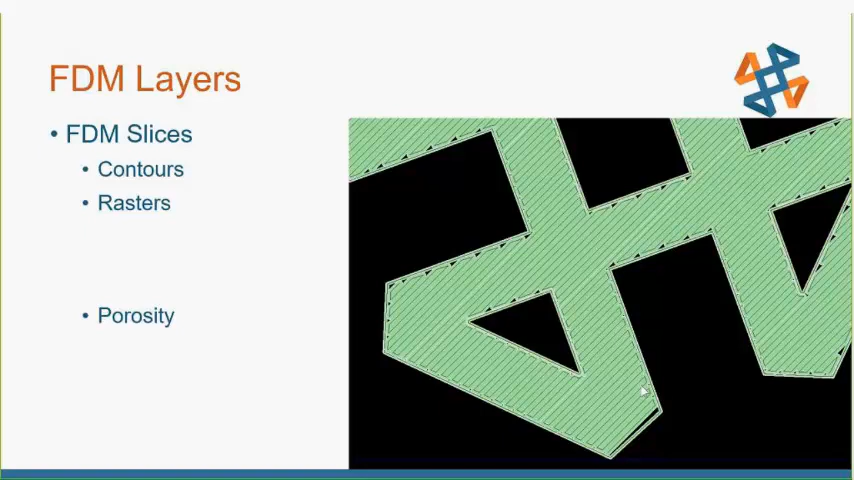 FDM Layers
• FDM Slices
• Contours
• Rasters
• Porosity